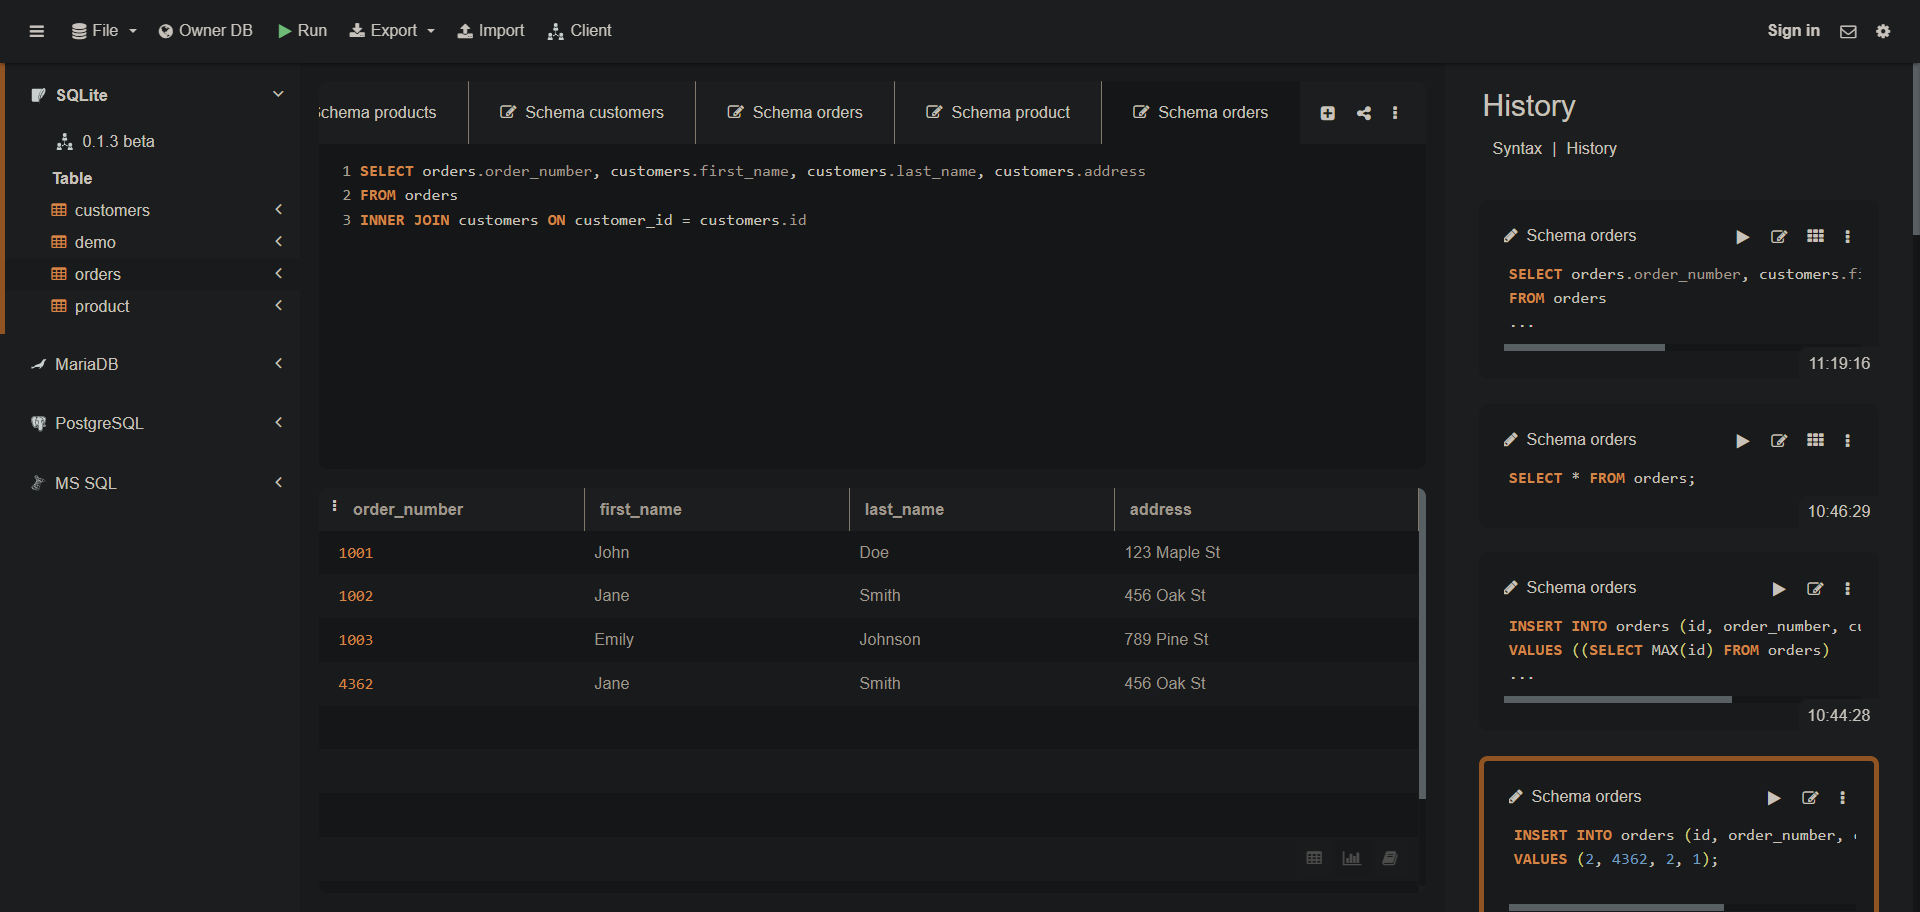 File
Owner DB
Run
Export
Import
Client
Sign in
SQLite
0.1.3 beta
Table
customers
demo
orders
product
MariaDB
PostgreSQL
MS SQL
Schema products
Schema customers
Schema orders
Schema product
Schema orders
1 SELECT orders.order_number, customers.first_name, customers.last_name, customers.address
2 FROM orders
3 INNER JOIN customers ON customer_id = customers.id
order_number first_name last_name address
1001 John Doe 123 Maple St
1002 Jane Smith 456 Oak St
1003 Emily Johnson 789 Pine St
4362 Jane Smith 456 Oak St
History
Syntax | History
Schema orders
SELECT orders.order_number, customers.fi
FROM orders
...
11:19:16
Schema orders
SELECT * FROM orders;
10:46:29
Schema orders
INSERT INTO orders (id, order_number, cu
VALUES ((SELECT MAX(id) FROM orders)
...
10:44:28
Schema orders
INSERT INTO orders (id, order_number,
VALUES (2, 4362, 2, 1);